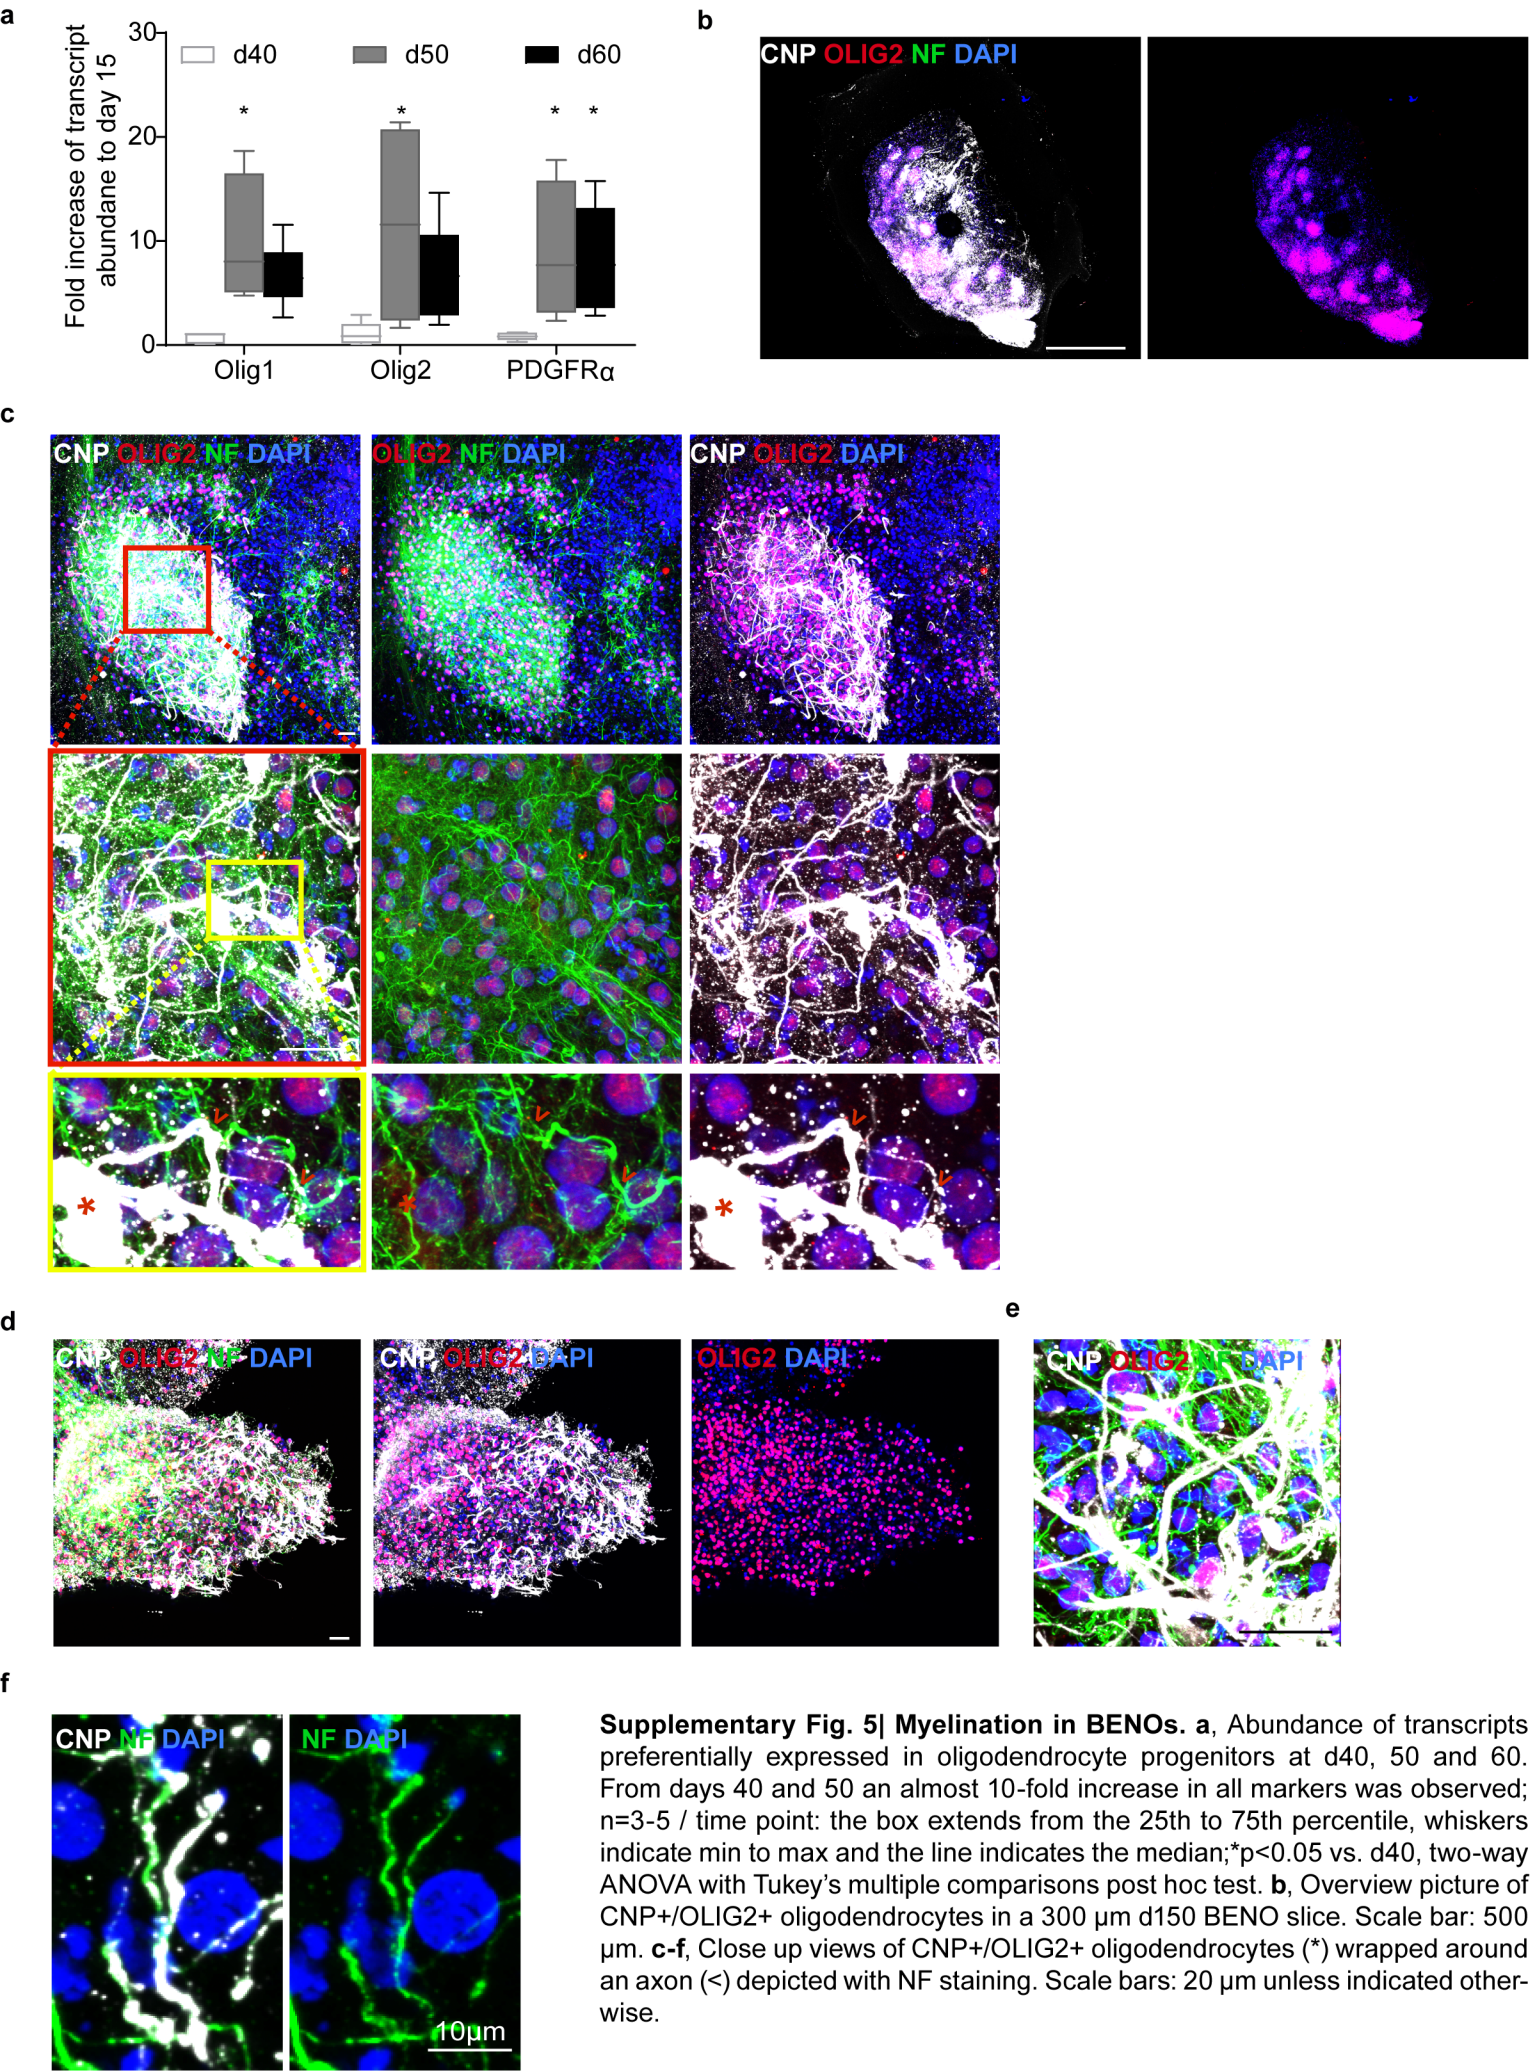 a
Fold increase of transcript
abundane to day 15
30
20
10
0
d40 d50 d60
* * * *
Olig1 Olig2 PDGFRα
b
CNP OLIG2 NF DAPI
c
CNP OLIG2 NF DAPI
OLIG2 NF DAPI
CNP OLIG2 DAPI
* < <
* < <
* < <
d
CNP OLIG2 NF DAPI
CNP OLIG2 DAPI
OLIG2 DAPI
e
CNP OLIG2 NF DAPI
f
CNP NF DAPI
NF DAPI
10µm
Supplementary Fig. 5| Myelination in BENOs. a, Abundance of transcripts
preferentially expressed in oligodendrocyte progenitors at d40, 50 and 60.
From days 40 and 50 an almost 10-fold increase in all markers was observed;
n=3-5 / time point: the box extends from the 25th to 75th percentile, whiskers
indicate min to max and the line indicates the median;*p<0.05 vs. d40, two-way
ANOVA with Tukey’s multiple comparisons post hoc test. b, Overview picture of
CNP+/OLIG2+ oligodendrocytes in a 300 µm d150 BENO slice. Scale bar: 500
µm. c-f, Close up views of CNP+/OLIG2+ oligodendrocytes (*) wrapped around
an axon (<) depicted with NF staining. Scale bars: 20 µm unless indicated other-
wise.